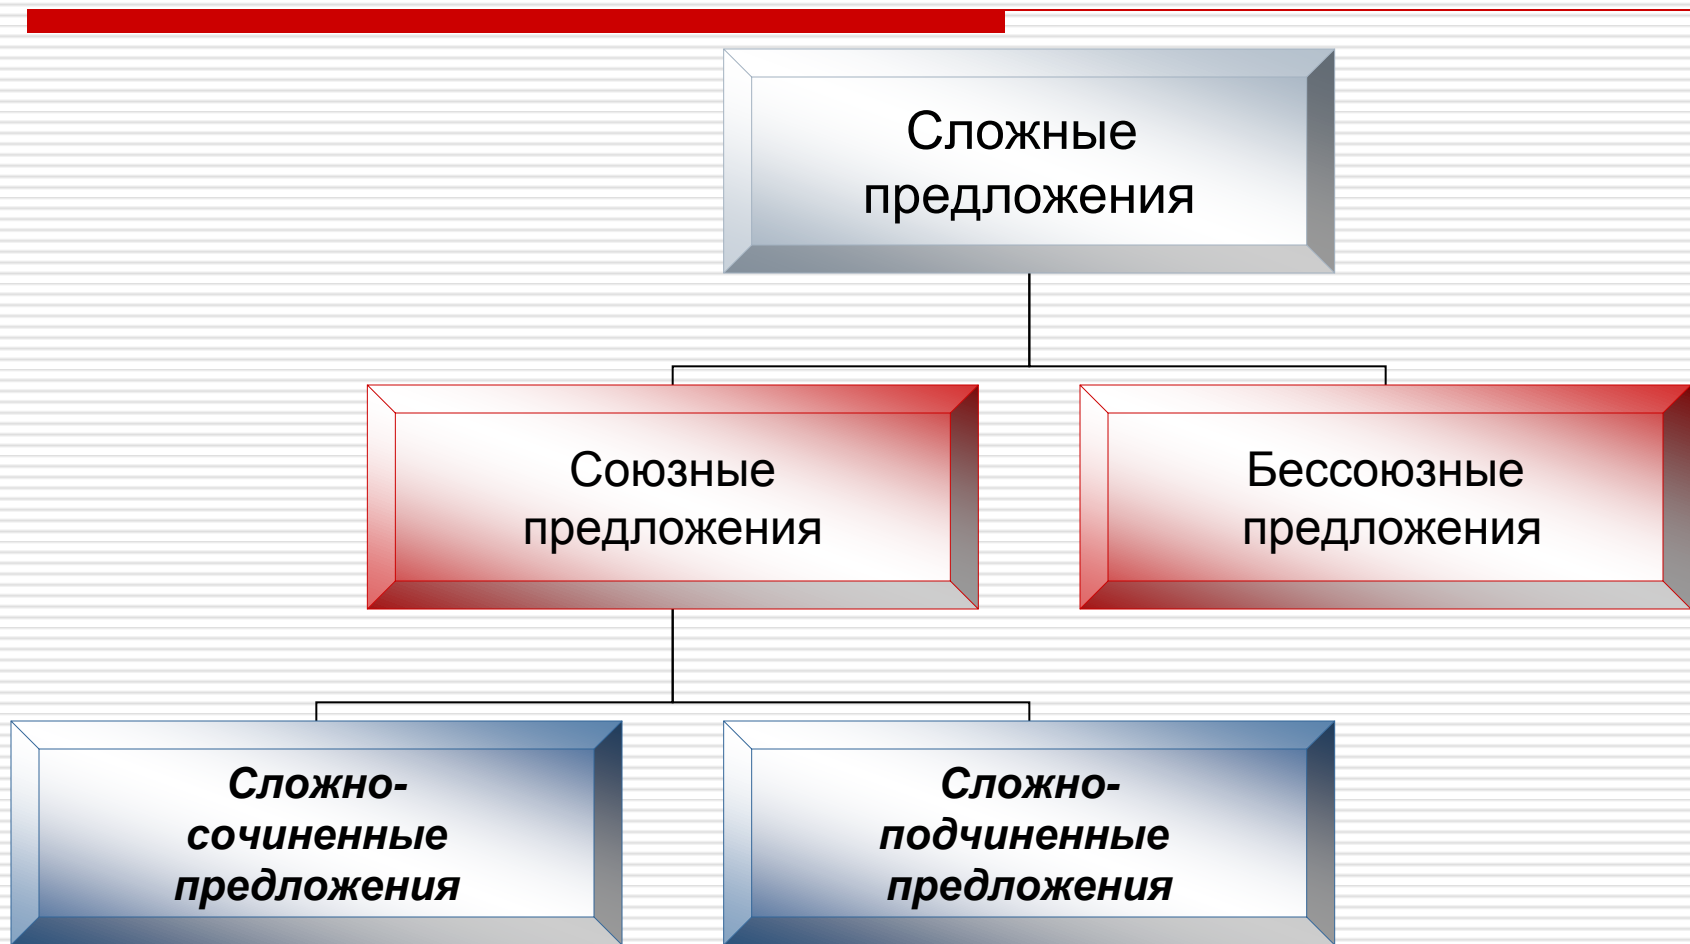 Сложные
предложения
Союзные
предложения
Бессоюзные
предложения
Сложно-
сочиненные
предложения
Сложно-
подчиненные
предложения